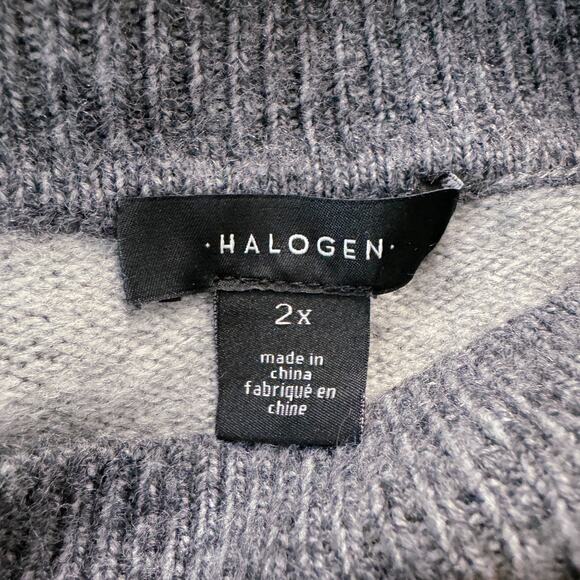 ·HALOGEN·
2x
made in
china
fabriqué en
chine